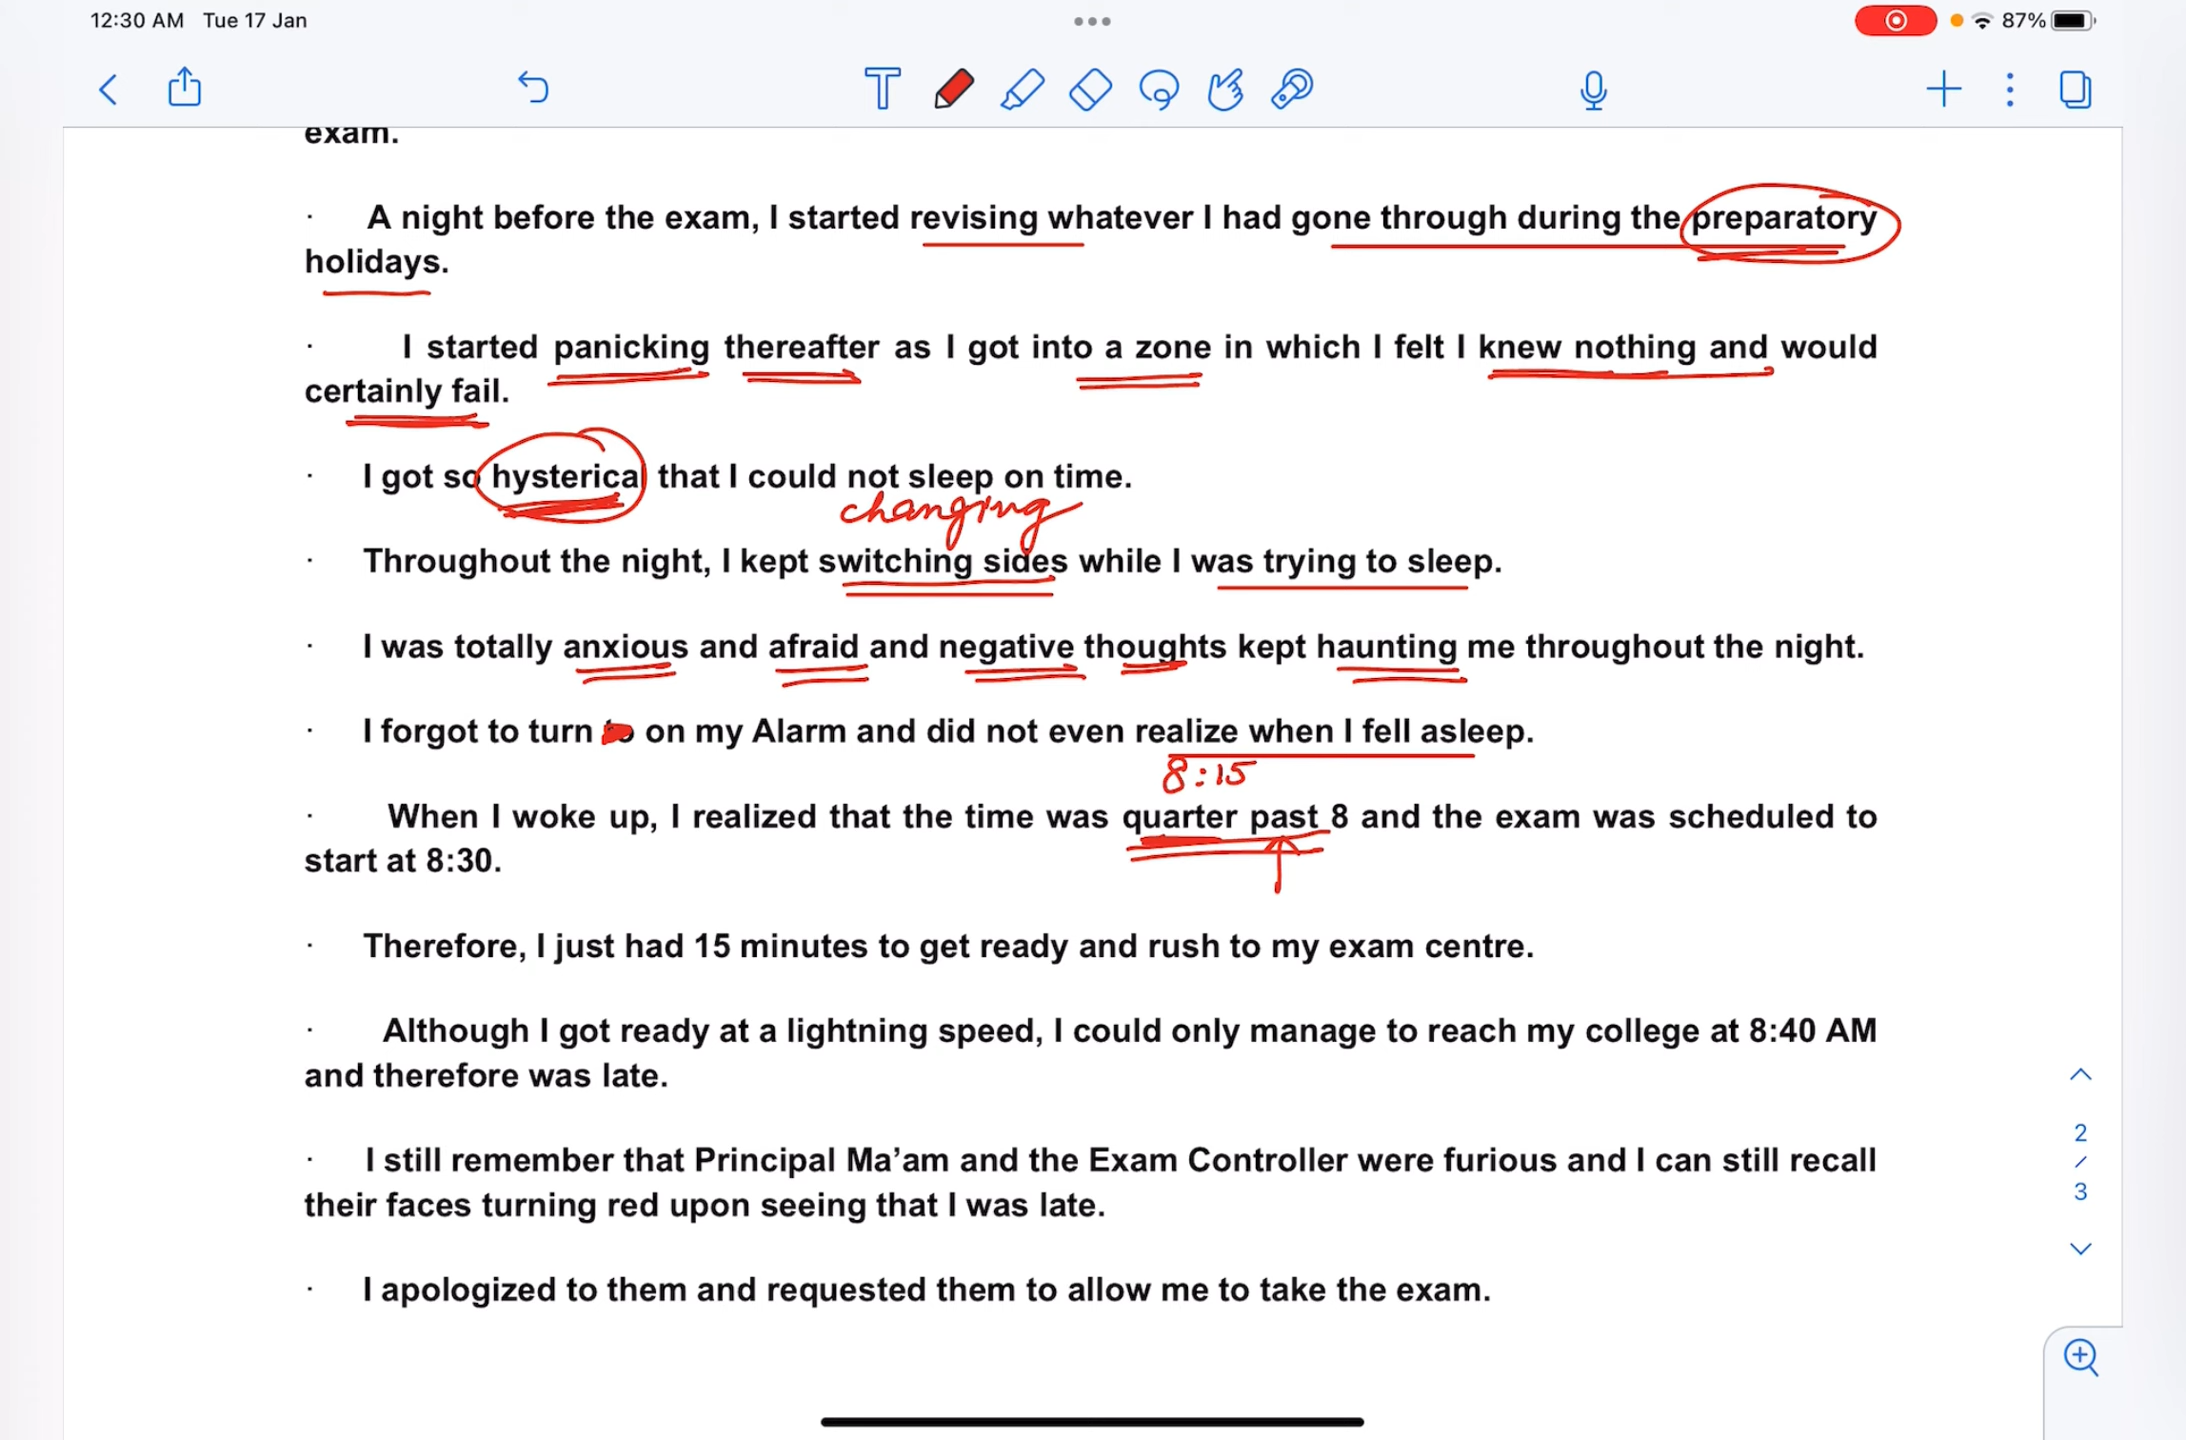 12:30 AM Tue 17 Jan
87%
T
exam.
· A night before the exam, I started revising whatever I had gone through during the preparatory
holidays.
· I started panicking thereafter as I got into a zone in which I felt I knew nothing and would
certainly fail.
· I got so hysterical that I could not sleep on time.
changing
· Throughout the night, I kept switching sides while I was trying to sleep.
· I was totally anxious and afraid and negative thoughts kept haunting me throughout the night.
· I forgot to turn on my Alarm and did not even realize when I fell asleep.
8:15
· When I woke up, I realized that the time was quarter past 8 and the exam was scheduled to
start at 8:30.
· Therefore, I just had 15 minutes to get ready and rush to my exam centre.
· Although I got ready at a lightning speed, I could only manage to reach my college at 8:40 AM
and therefore was late.
· I still remember that Principal Ma’am and the Exam Controller were furious and I can still recall
their faces turning red upon seeing that I was late.
· I apologized to them and requested them to allow me to take the exam.
2
/
3